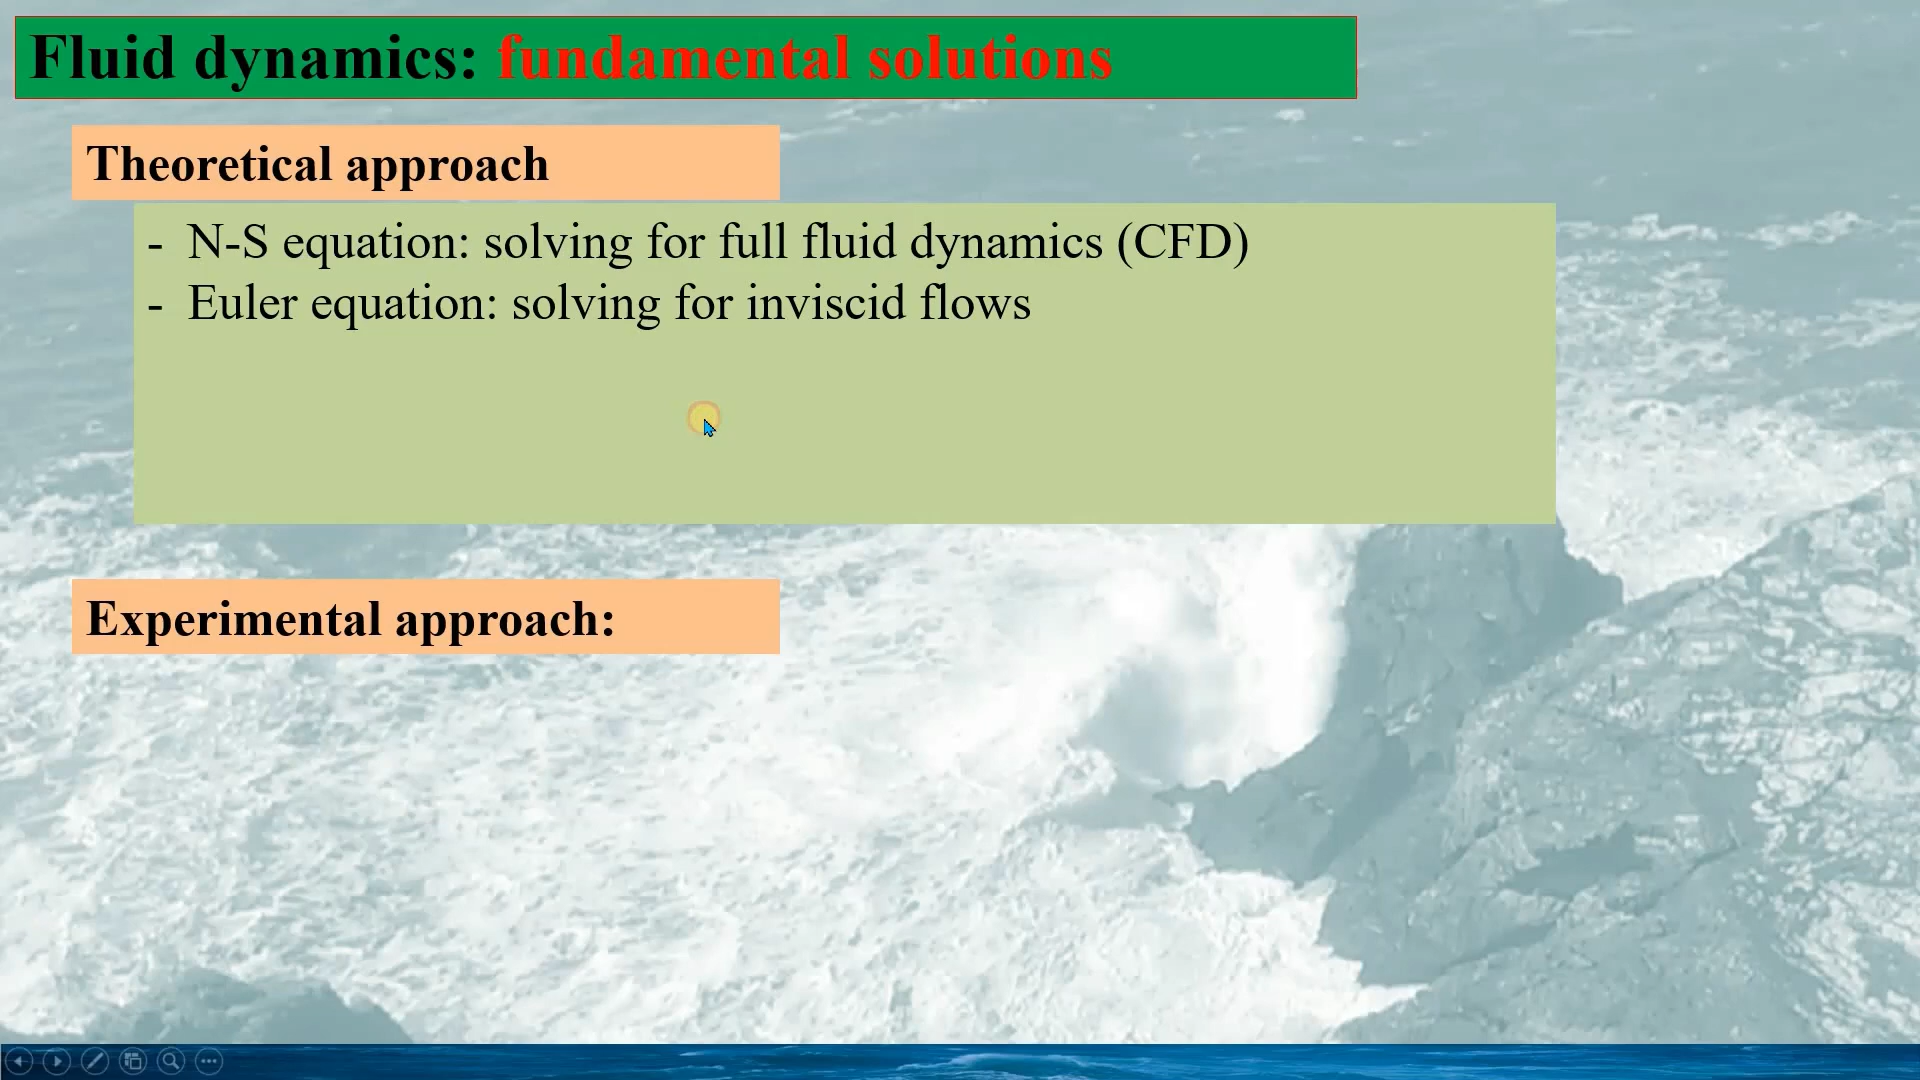 Fluid dynamics: fundamental solutions
Theoretical approach
- N-S equation: solving for full fluid dynamics (CFD)
- Euler equation: solving for inviscid flows
Experimental approach: